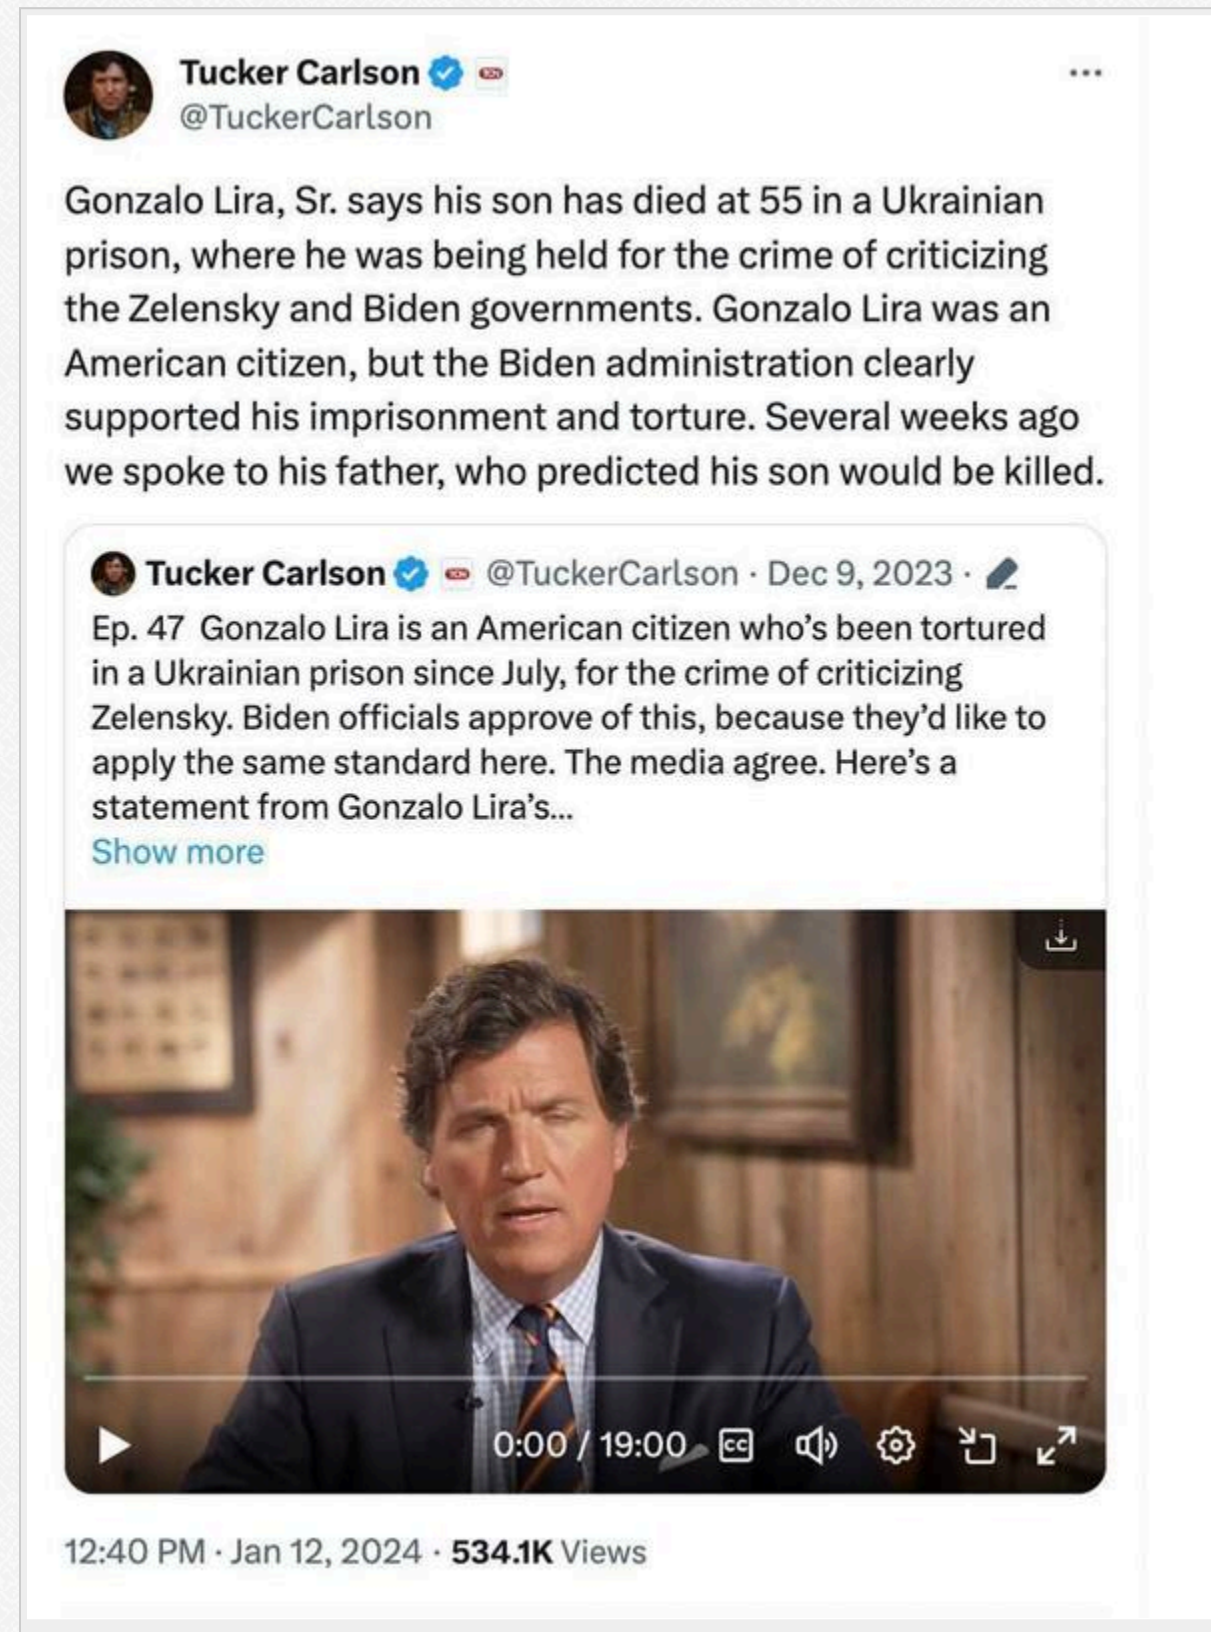 Tucker Carlson
@TuckerCarlson
Gonzalo Lira, Sr. says his son has died at 55 in a Ukrainian
prison, where he was being held for the crime of criticizing
the Zelensky and Biden governments. Gonzalo Lira was an
American citizen, but the Biden administration clearly
supported his imprisonment and torture. Several weeks ago
we spoke to his father, who predicted his son would be killed.
Tucker Carlson @TuckerCarlson · Dec 9, 2023 ·
Ep. 47 Gonzalo Lira is an American citizen who's been tortured
in a Ukrainian prison since July, for the crime of criticizing
Zelensky. Biden officials approve of this, because they'd like to
apply the same standard here. The media agree. Here's a
statement from Gonzalo Lira's...
Show more
0:00 / 19:00 CC
12:40 PM · Jan 12, 2024 · 534.1K Views